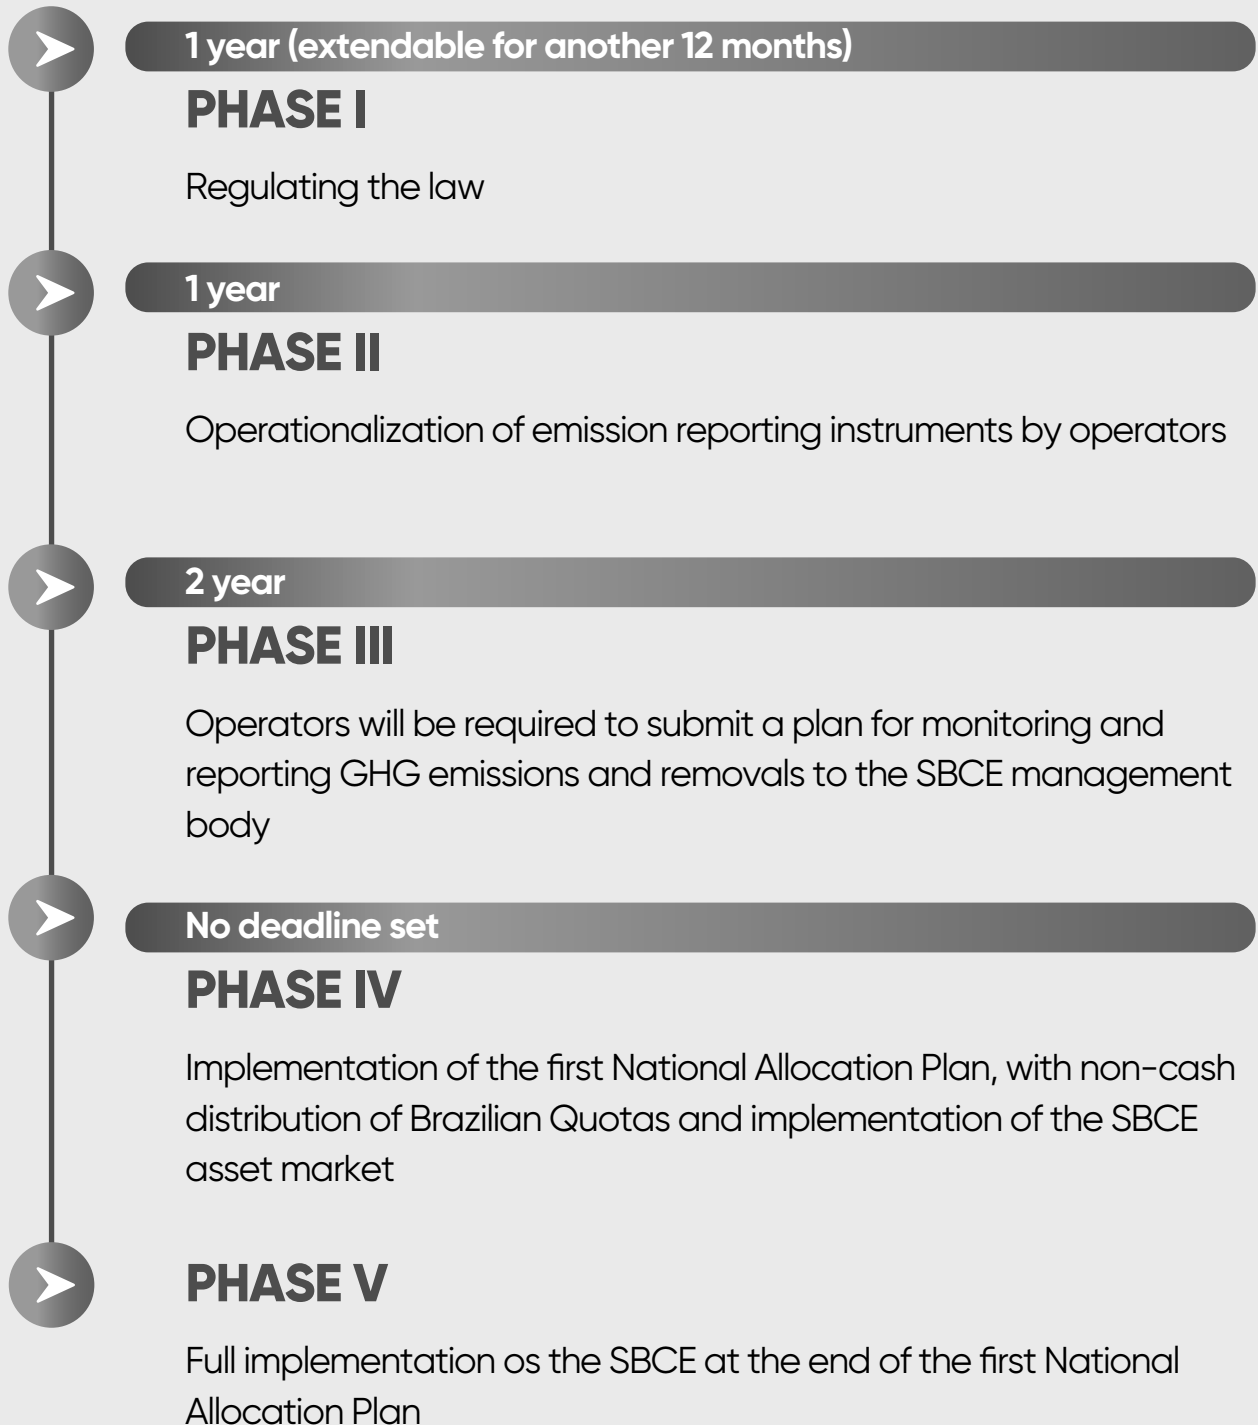 1 year (extendable for another 12 months)
PHASE I
Regulating the law
1 year
PHASE II
Operationalization of emission reporting instruments by operators
2 year
PHASE III
Operators will be required to submit a plan for monitoring and
reporting GHG emissions and removals to the SBCE management
body
No deadline set
PHASE IV
Implementation of the first National Allocation Plan, with non-cash
distribution of Brazilian Quotas and implementation of the SBCE
asset market
PHASE V
Full implementation os the SBCE at the end of the first National
Allocation Plan